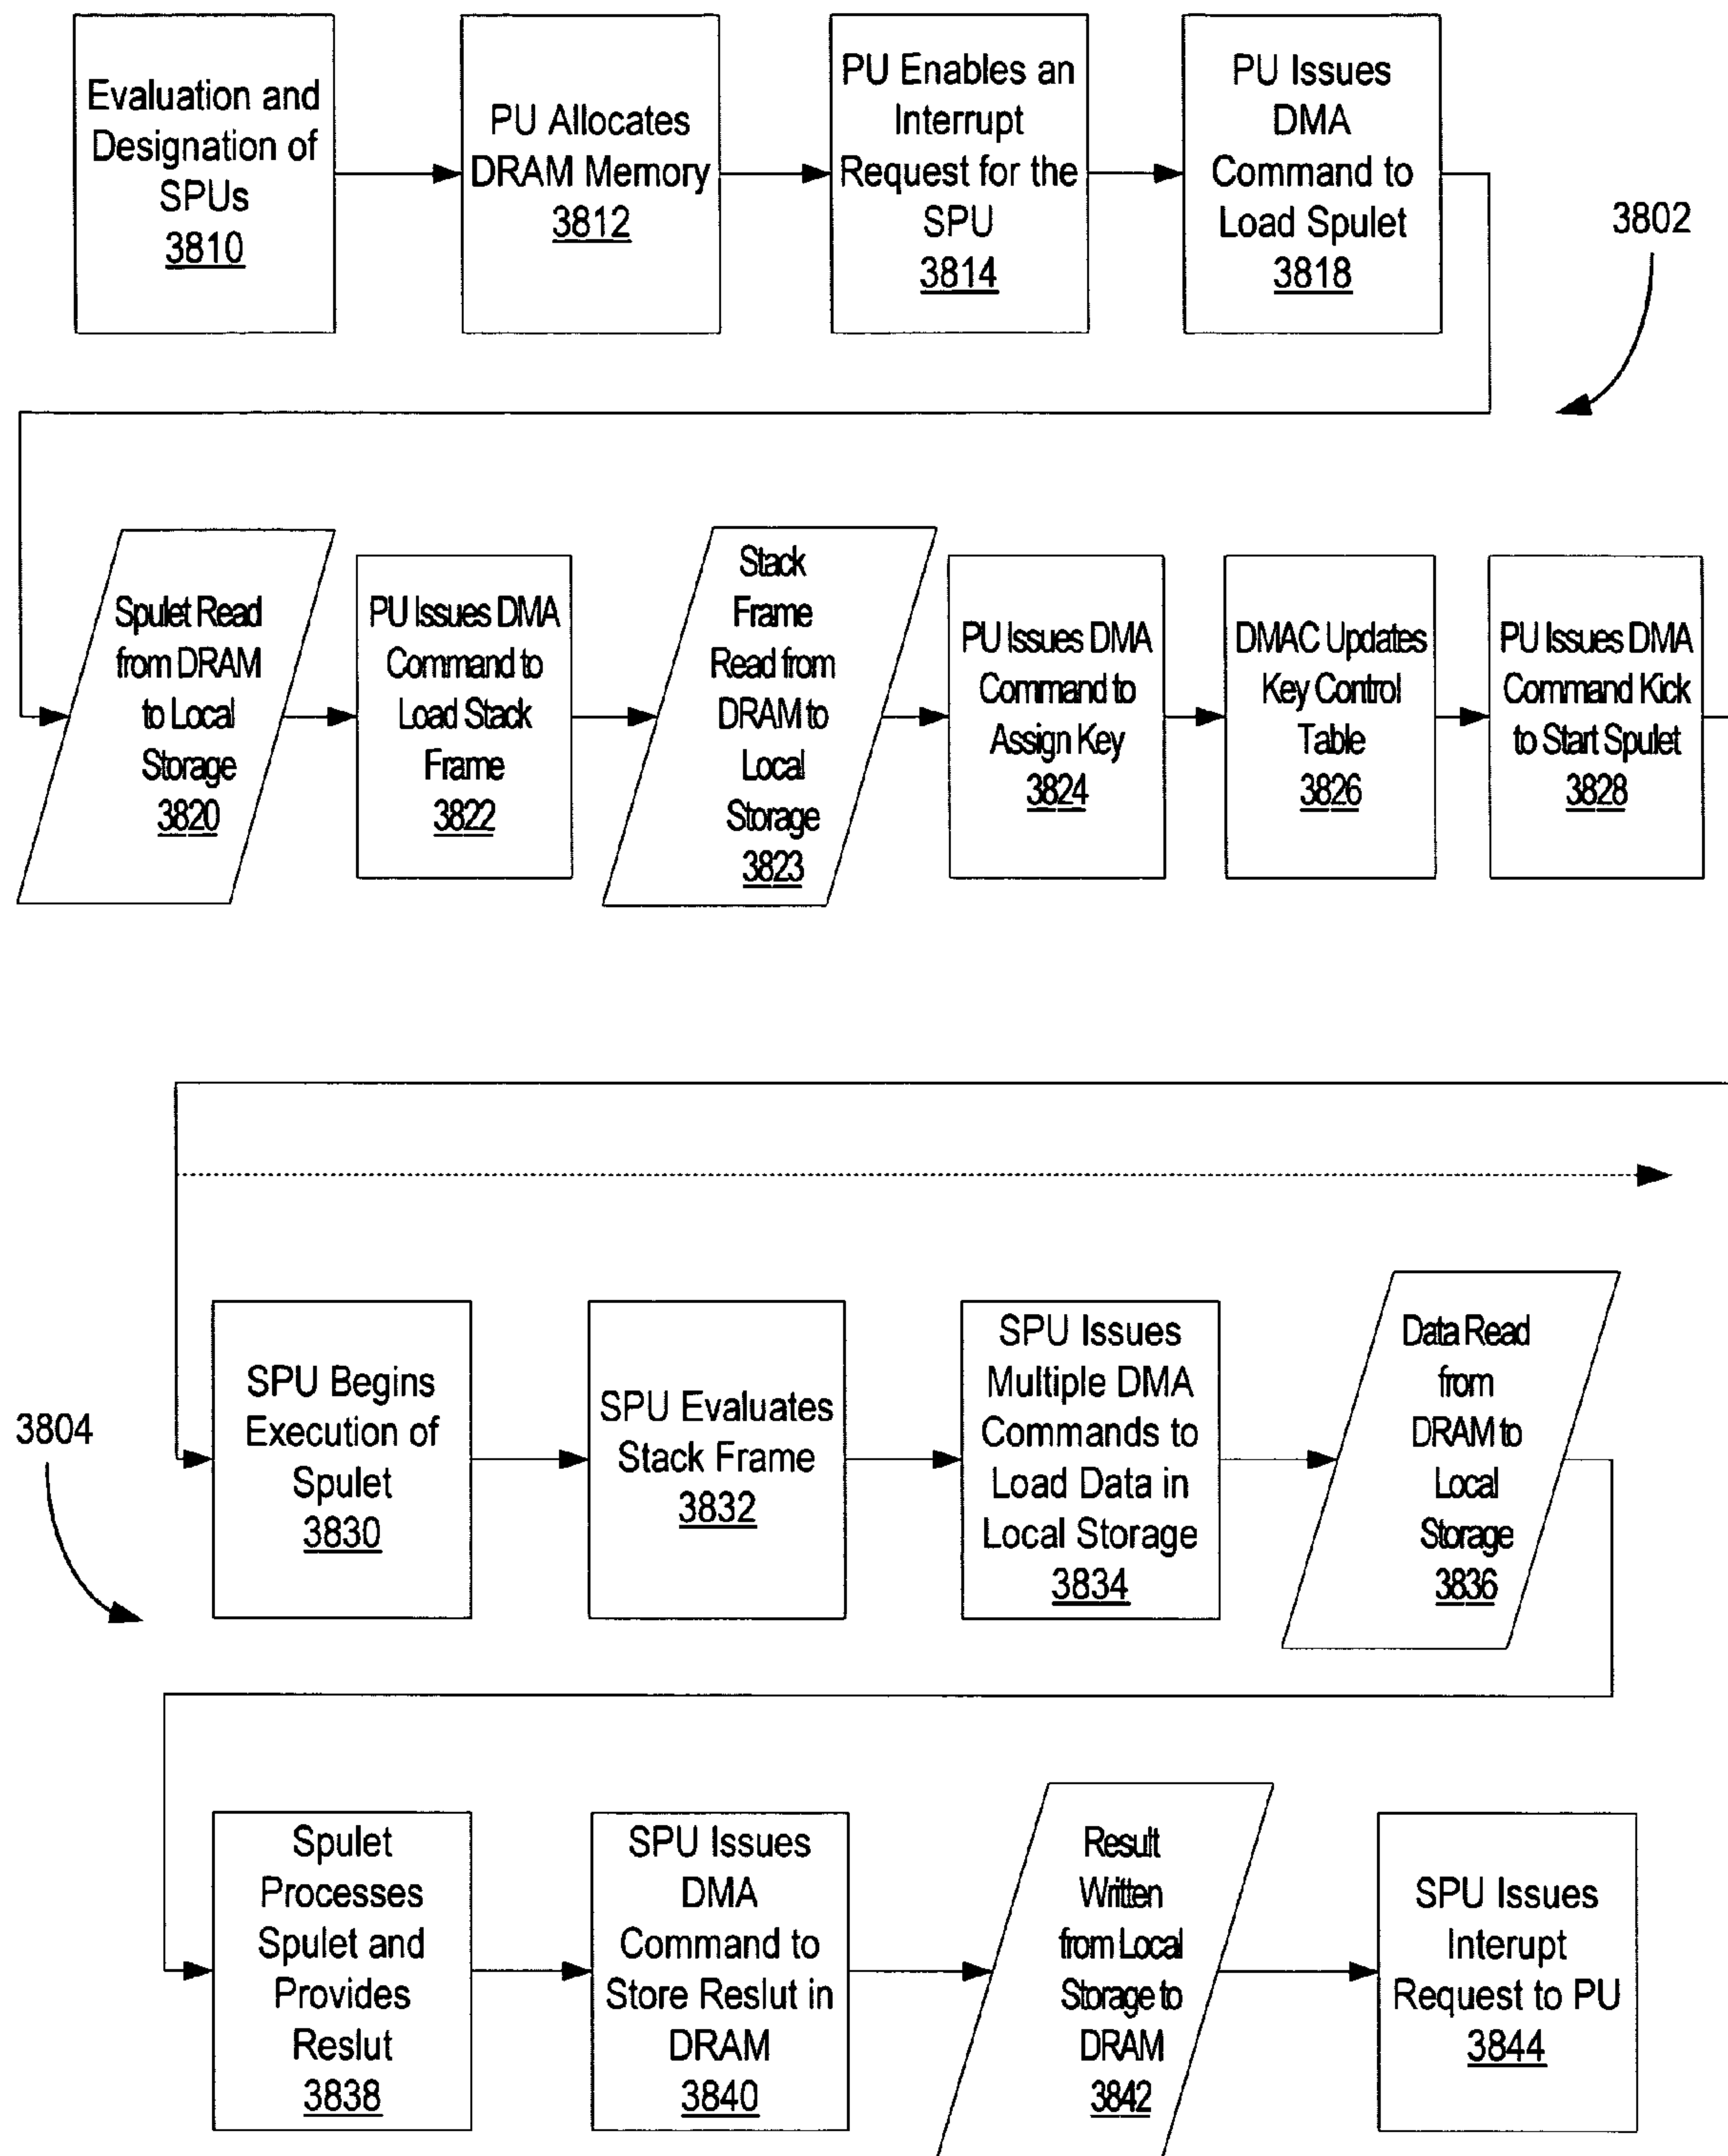 Evaluation and
Designation of
SPUs
3810
PU Allocates
DRAM Memory
3812
PU Enables an
Interrupt
Request for the
SPU
3814
PU Issues
DMA
Command to
Load Spulet
3818
3802
Spulet Read
from DRAM
to Local
Storage
3820
PU Issues DMA
Command to
Load Stack
Frame
3822
Stack
Frame
Read from
DRAM to
Local
Storage
3823
PU Issues DMA
Command to
Assign Key
3824
DMAC Updates
Key Control
Table
3826
PU Issues DMA
Command Kick
to Start Spulet
3828
3804
SPU Begins
Execution of
Spulet
3830
SPU Evaluates
Stack Frame
3832
SPU Issues
Multiple DMA
Commands to
Load Data in
Local Storage
3834
Data Read
from
DRAM to
Local
Storage
3836
Spulet
Processes
Spulet and
Provides
Reslut
3838
SPU Issues
DMA
Command to
Store Reslut in
DRAM
3840
Result
Written
from Local
Storage to
DRAM
3842
SPU Issues
Interupt
Request to PU
3844